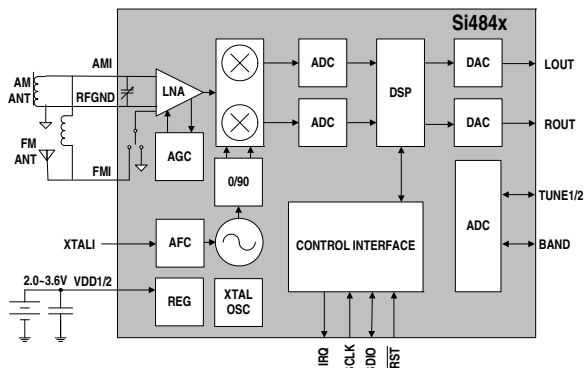 Si484x
AMI
AM
ANT
RFGND
LNA
ADC
DSP
DAC
LOUT
ADC
DAC
ROUT
FM
ANT
FMI
AGC
0/90
ADC
TUNE1/2
BAND
CONTROL INTERFACE
XTALI
AFC
2.0~3.6V
VDD1/2
REG
XTAL
OSC
IRQ
SCLK
SDIO
RST